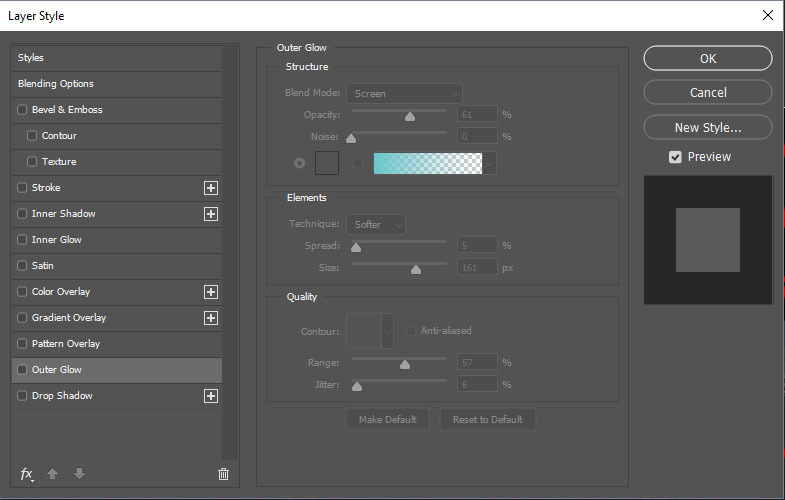 Layer Style
Styles
Blending Options
Bevel & Emboss
Contour
Texture
Stroke
Inner Shadow
Inner Glow
Satin
Color Overlay
Gradient Overlay
Pattern Overlay
Outer Glow
Drop Shadow
fx
Outer Glow
Structure
Blend Mode: Screen
Opacity: 61 %
Noise: 0 %
Elements
Technique: Softer
Spread: 5 %
Size: 161 px
Quality
Contour: Anti-aliased
Range: 57 %
Jitter: 6 %
Make Default Reset to Default
OK
Cancel
New Style...
Preview